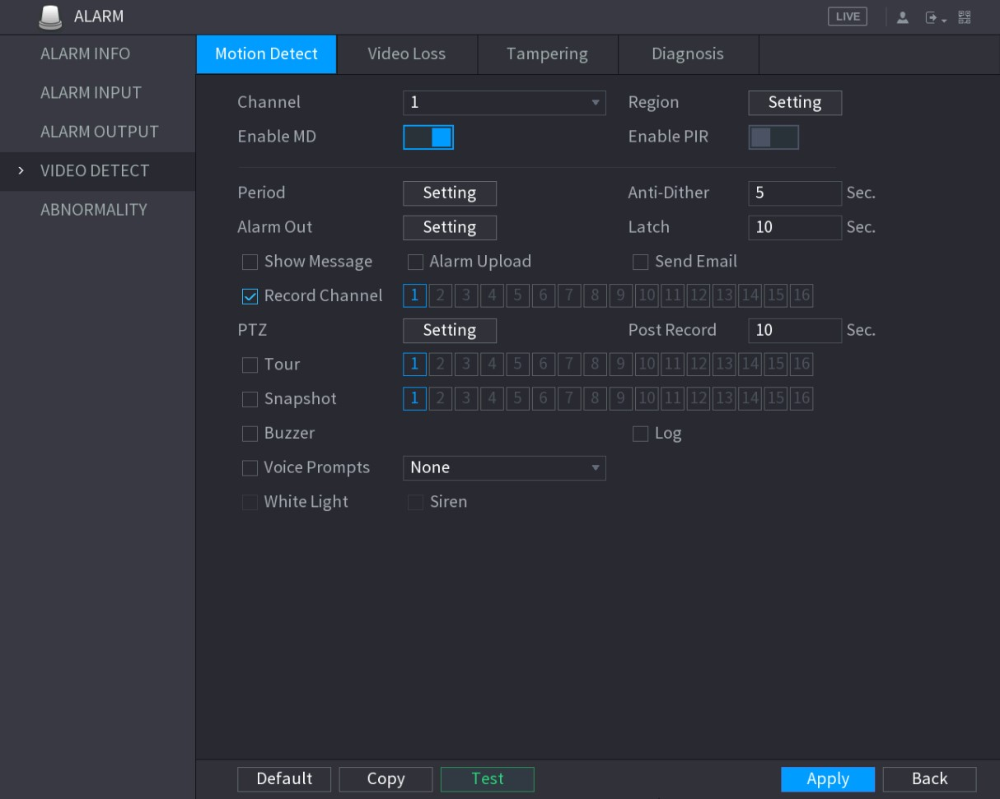 ALARM
LIVE
ALARM INFO
ALARM INPUT
ALARM OUTPUT
VIDEO DETECT
ABNORMALITY
Motion Detect Video Loss Tampering Diagnosis
Channel 1 Region Setting
Enable MD Enable PIR
Period Setting Anti-Dither 5 Sec.
Alarm Out Setting Latch 10 Sec.
Show Message Alarm Upload Send Email
Record Channel 1 2 3 4 5 6 7 8 9 10 11 12 13 14 15 16
PTZ Setting Post Record 10 Sec.
Tour 1 2 3 4 5 6 7 8 9 10 11 12 13 14 15 16
Snapshot 1 2 3 4 5 6 7 8 9 10 11 12 13 14 15 16
Buzzer Log
Voice Prompts None
White Light Siren
Default Copy Test Apply Back